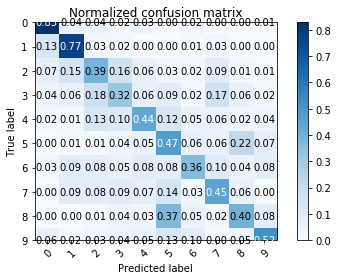 Normalized confusion matrix
True label
0 0.83 0.04 0.04 0.02 0.03 0.00 0.02 0.00 0.00 0.01
1 0.13 0.77 0.03 0.02 0.00 0.00 0.01 0.03 0.00 0.00
2 0.07 0.15 0.39 0.16 0.06 0.03 0.02 0.09 0.01 0.01
3 0.04 0.06 0.18 0.32 0.06 0.09 0.02 0.17 0.06 0.02
4 0.02 0.01 0.13 0.10 0.44 0.12 0.05 0.06 0.02 0.04
5 0.00 0.01 0.01 0.04 0.05 0.47 0.06 0.06 0.22 0.07
6 0.03 0.09 0.08 0.05 0.08 0.08 0.36 0.10 0.04 0.08
7 0.00 0.09 0.08 0.09 0.07 0.14 0.03 0.45 0.06 0.00
8 0.00 0.00 0.01 0.04 0.03 0.37 0.05 0.02 0.40 0.08
9 0.06 0.02 0.00 0.04 0.05 0.13 0.10 0.00 0.05 0.52
0 1 2 3 4 5 6 7 8 9
Predicted label
0.8
0.7
0.6
0.5
0.4
0.3
0.2
0.1
0.0